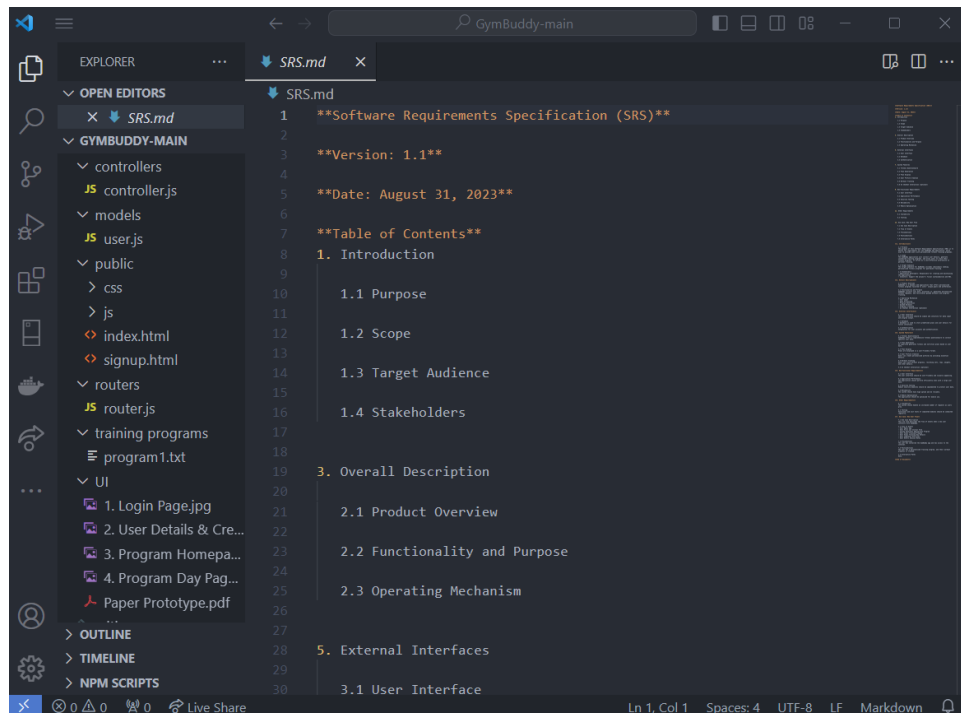 GymBuddy-main
EXPLORER
SRS.md
OPEN EDITORS
SRS.md
GYMBUDDY-MAIN
controllers
JS controller.js
models
JS user.js
public
css
js
index.html
signup.html
routers
JS router.js
training programs
program1.txt
UI
1. Login Page.jpg
2. User Details & Cre...
3. Program Homepa...
4. Program Day Pag...
Paper Prototype.pdf
OUTLINE
TIMELINE
NPM SCRIPTS
SRS.md
1 **Software Requirements Specification (SRS)**
2
3 **Version: 1.1**
4
5 **Date: August 31, 2023**
6
7 **Table of Contents**
8 1. Introduction
9
10 1.1 Purpose
11
12 1.2 Scope
13
14 1.3 Target Audience
15
16 1.4 Stakeholders
17
18
19 3. Overall Description
20
21 2.1 Product Overview
22
23 2.2 Functionality and Purpose
24
25 2.3 Operating Mechanism
26
27
28 5. External Interfaces
29
30 3.1 User Interface
0 0 0 Live Share
Ln 1, Col 1 Spaces: 4 UTF-8 LF Markdown